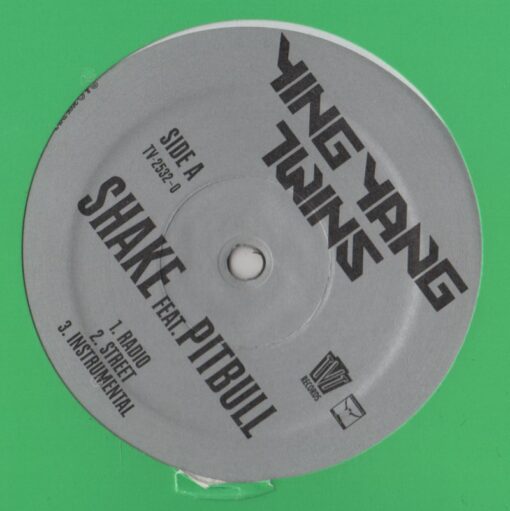 YING YANG
TWINS
SIDE A
TV-2532-0
SHAKE FEAT. PITBULL
1. RADIO
2. STREET
3. INSTRUMENTAL
TVT
RECORDS